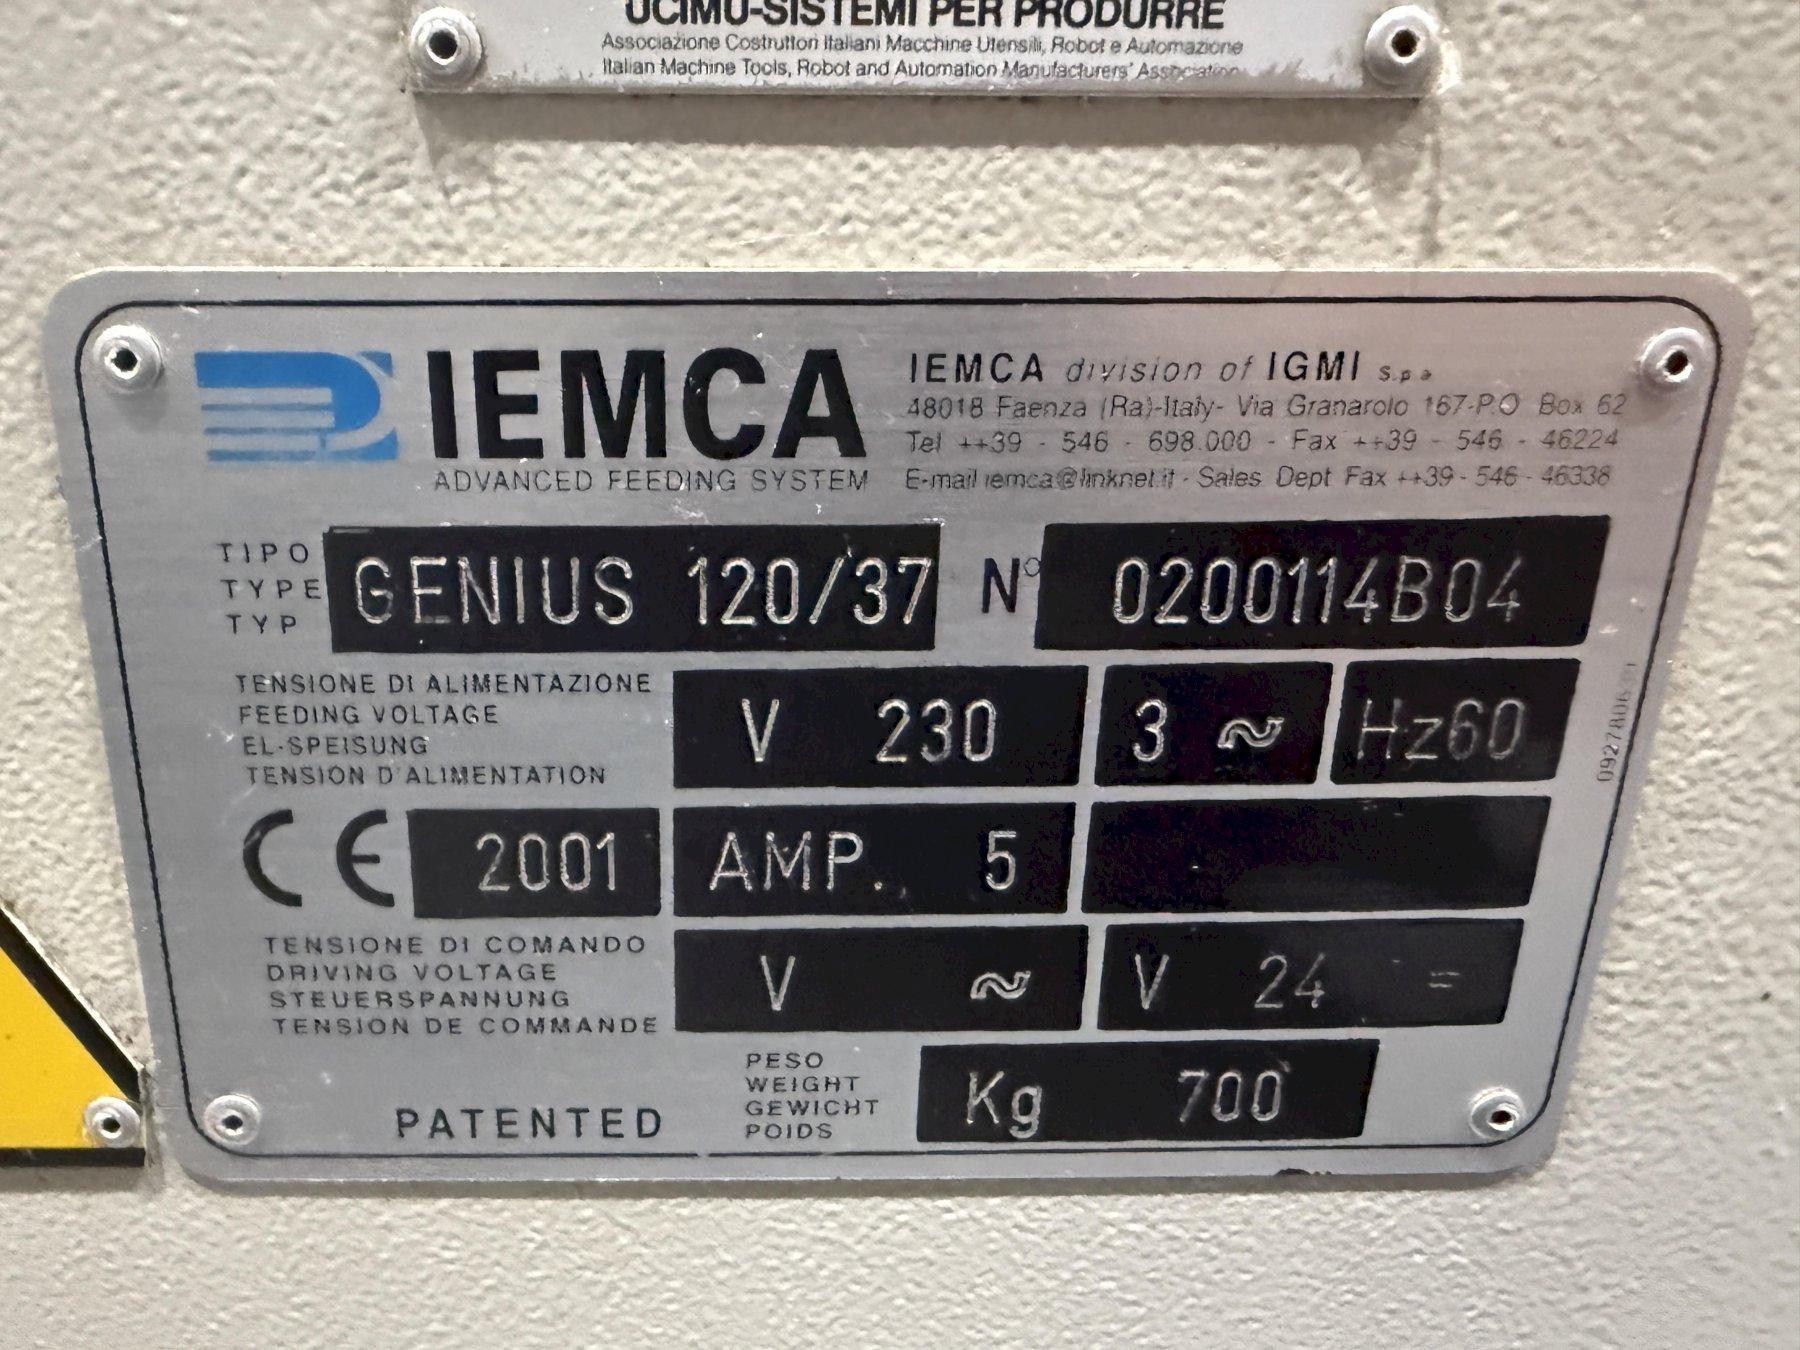 UCIMU-SISTEMI PER PRODURRE
Associazione Costruttori Italiani Macchine Utensili, Robot e Automazione
Italian Machine Tools, Robot and Automation Manufacturers' Association
IEMCA
ADVANCED FEEDING SYSTEM
IEMCA division of IGMI s.p.a
48018 Faenza (Ra)-Italy- Via Granarolo 167-P.O Box 62
Tel ++39 - 546 - 698.000 - Fax ++39 - 546 - 46224
E-mail iemca@linknet.it - Sales Dept Fax ++39 - 546 - 46338
TIPO
TYPE
TYP
GENIUS 120/37
N° 0200114B04
TENSIONE DI ALIMENTAZIONE
FEEDING VOLTAGE
EL-SPEISUNG
TENSION D'ALIMENTATION
V 230
3 ~
Hz60
CE
2001
AMP. 5
TENSIONE DI COMANDO
DRIVING VOLTAGE
STEUERSPANNUNG
TENSION DE COMMANDE
V ~
V 24 =
PATENTED
PESO
WEIGHT
GEWICHT
POIDS
Kg 700